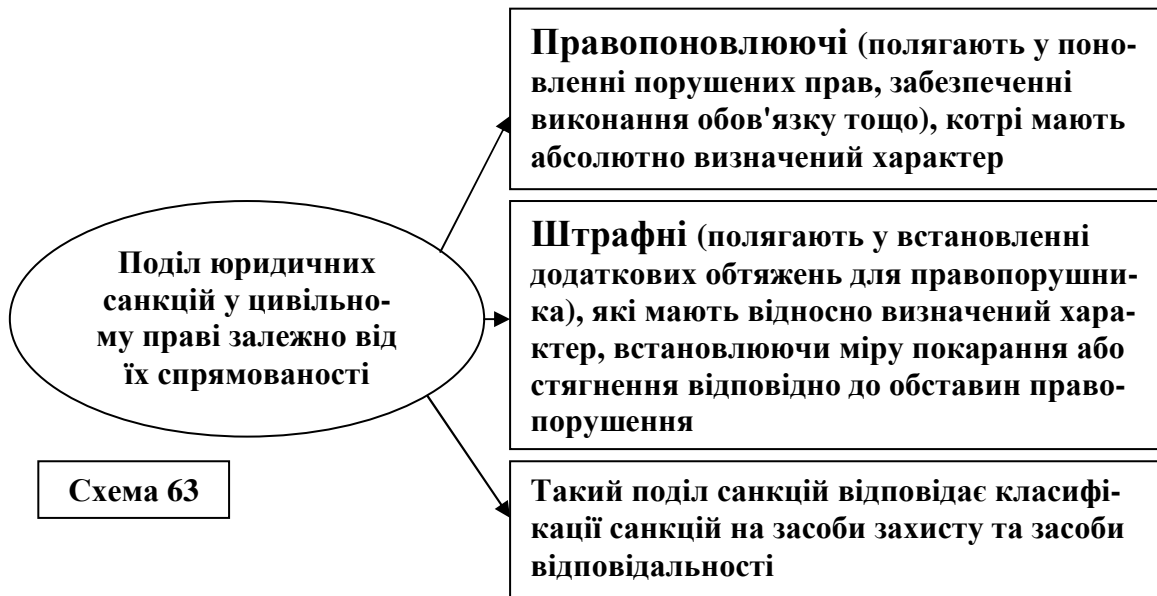 Правопоновлюючі (полягають у поно-
вленні порушених прав, забезпеченні
виконання обов'язку тощо), котрі мають
абсолютно визначений характер
Поділ юридичних
санкцій у цивільно-
му праві залежно від
їх спрямованості
Штрафні (полягають у встановленні
додаткових обтяжень для правопорушни-
ка), які мають відносно визначений хара-
ктер, встановлюючи міру покарання або
стягнення відповідно до обставин право-
порушення
Схема 63
Такий поділ санкцій відповідає класифі-
кації санкцій на засоби захисту та засоби
відповідальності